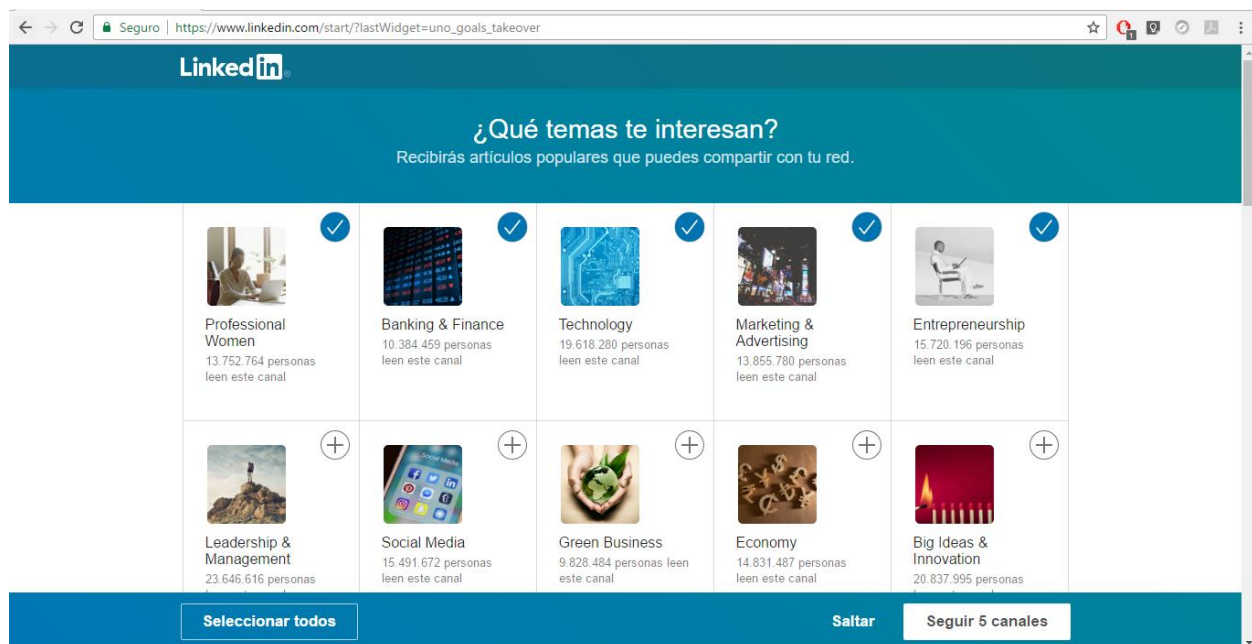 Seguro | https://www.linkedin.com/start/?lastWidget=uno_goals_takeover
1
Linked in
¿Qué temas te interesan?
Recibirás artículos populares que puedes compartir con tu red.
Professional
Women
13.752.764 personas
leen este canal
Banking & Finance
10.384.459 personas
leen este canal
Technology
19.618.280 personas
leen este canal
Marketing &
Advertising
13.855.780 personas
leen este canal
Entrepreneurship
15.720.196 personas
leen este canal
Leadership &
Management
23.646.616 personas
Social Media
Social Media
15.491.672 personas
leen este canal
Green Business
9.828.484 personas leen
este canal
Economy
14.831.487 personas
leen este canal
Big Ideas &
Innovation
20.837.995 personas
Seleccionar todos
Saltar
Seguir 5 canales